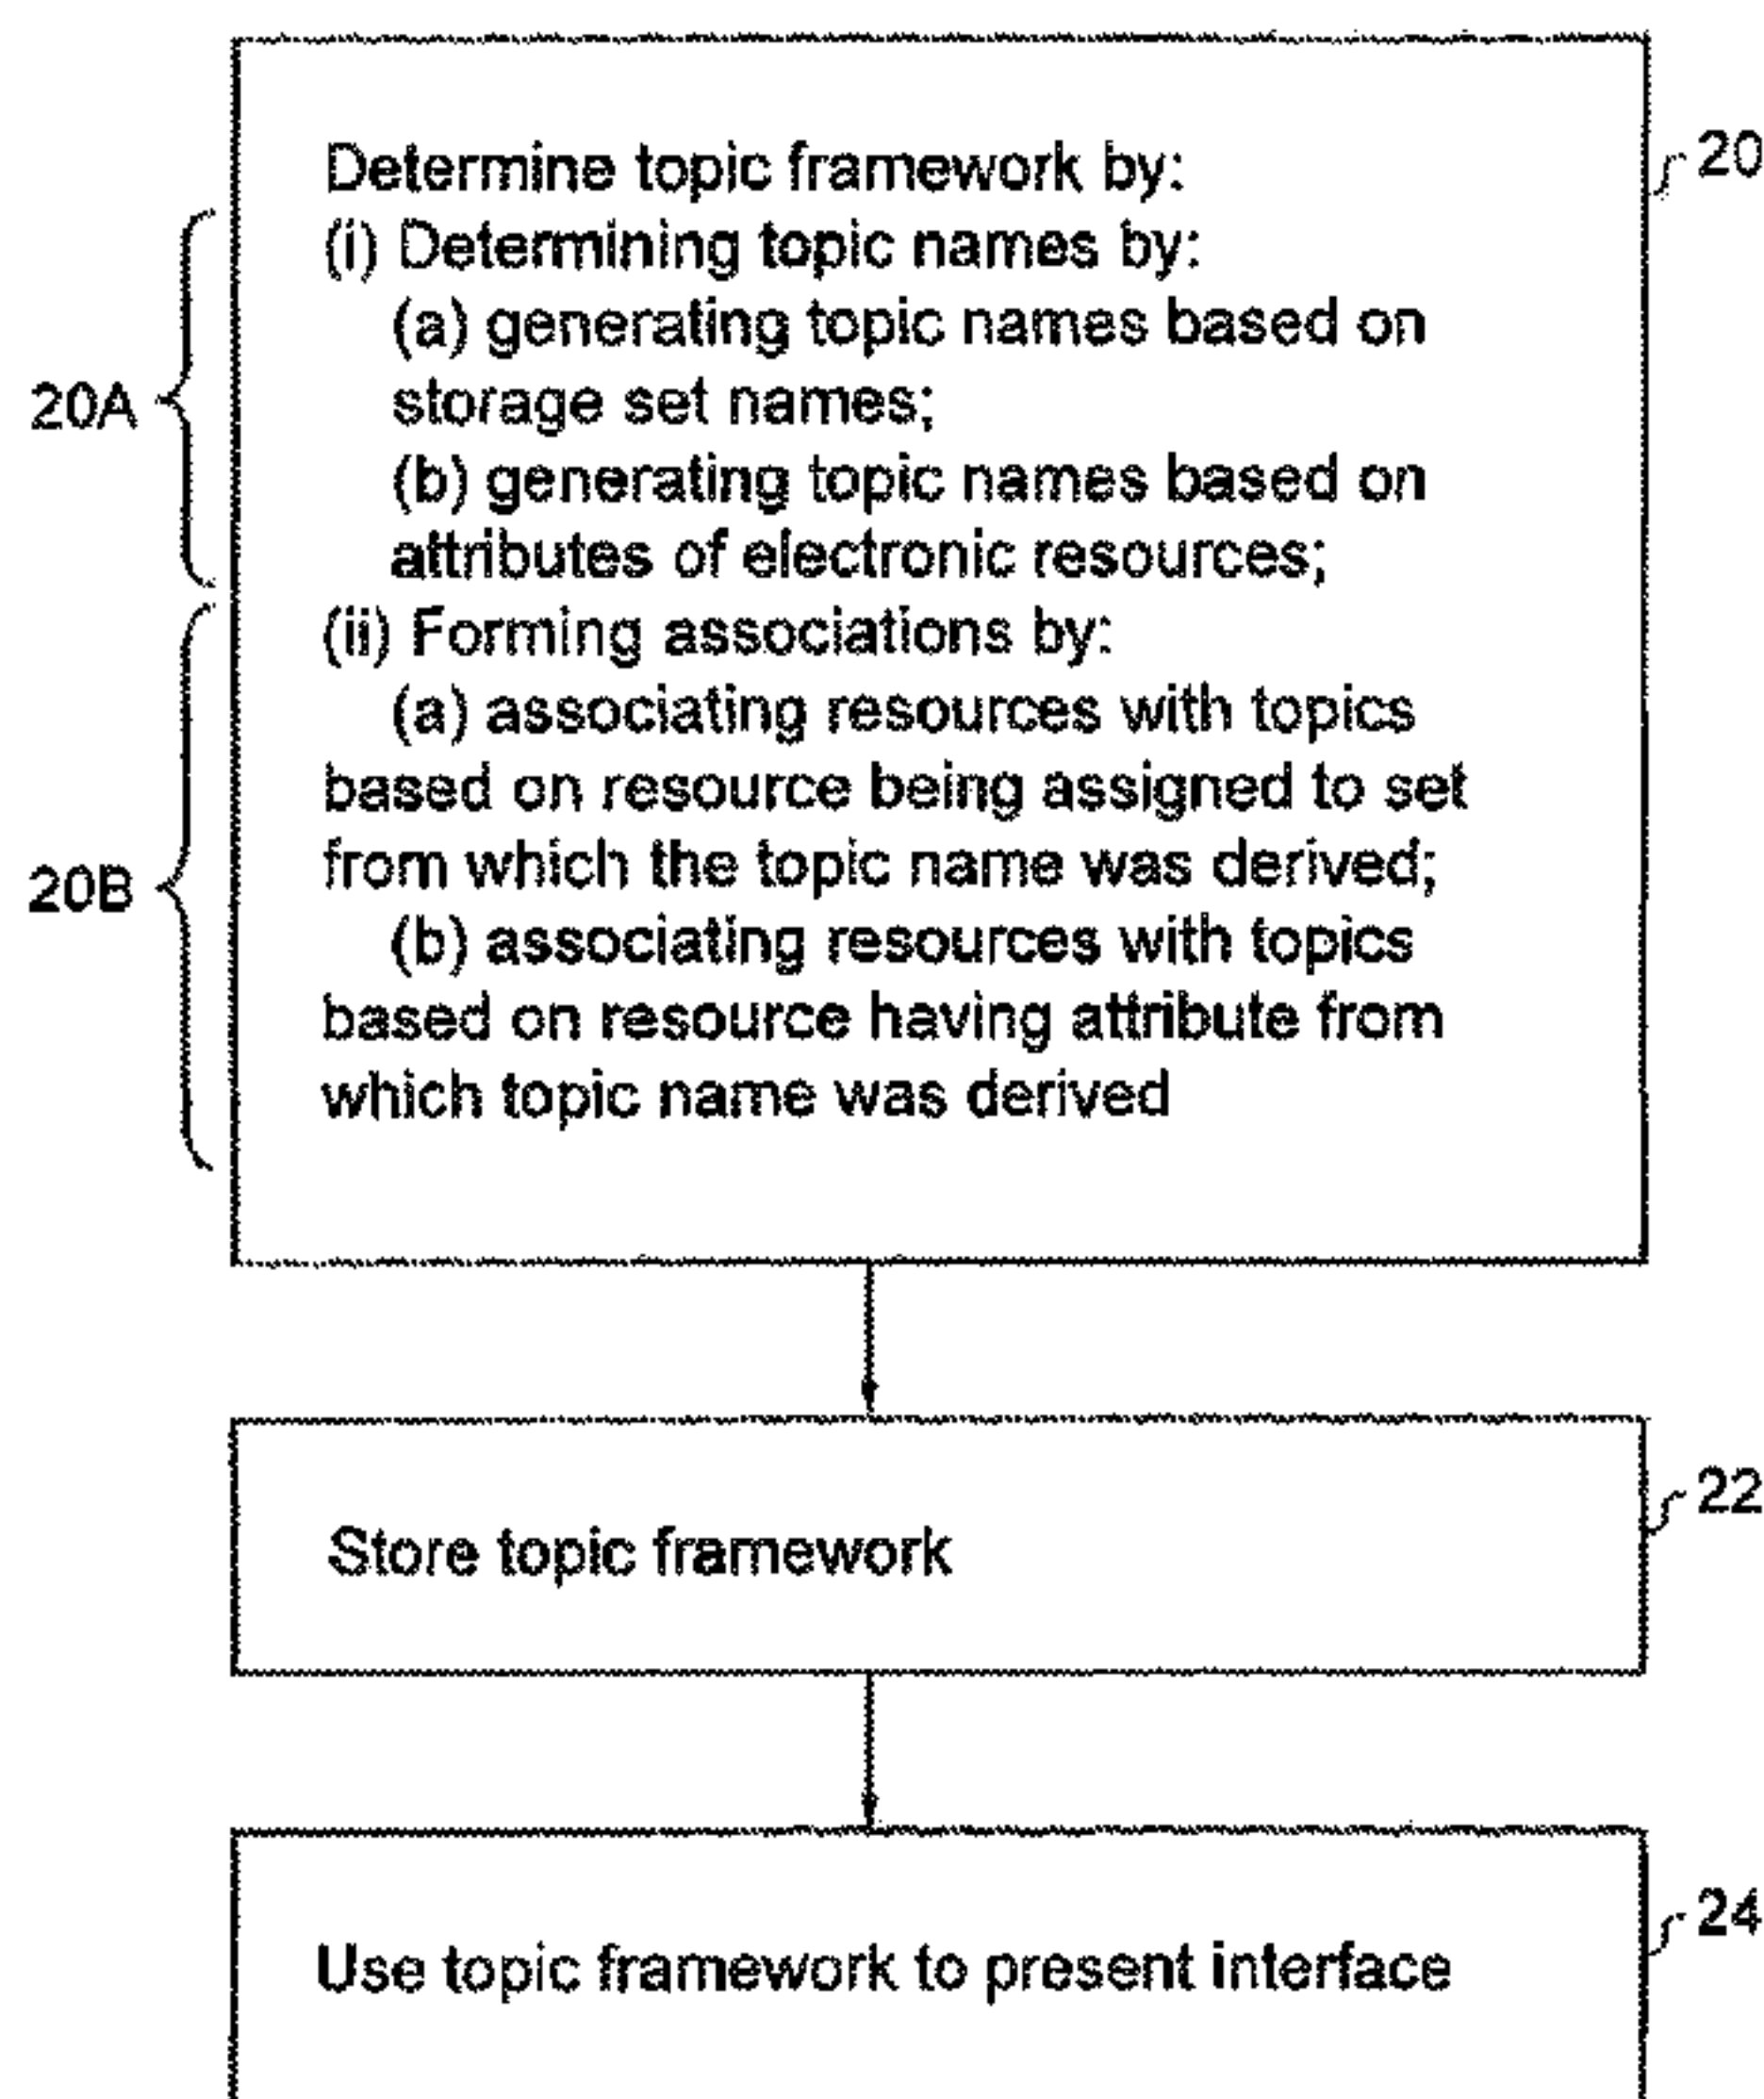 Determine topic framework by:
20
(i) Determining topic names by:
(a) generating topic names based on
storage set names;
20A
(b) generating topic names based on
attributes of electronic resources;
(ii) Forming associations by:
(a) associating resources with topics
based on resource being assigned to set
from which the topic name was derived;
20B
(b) associating resources with topics
based on resource having attribute from
which topic name was derived
22
Store topic framework
24
Use topic framework to present interface